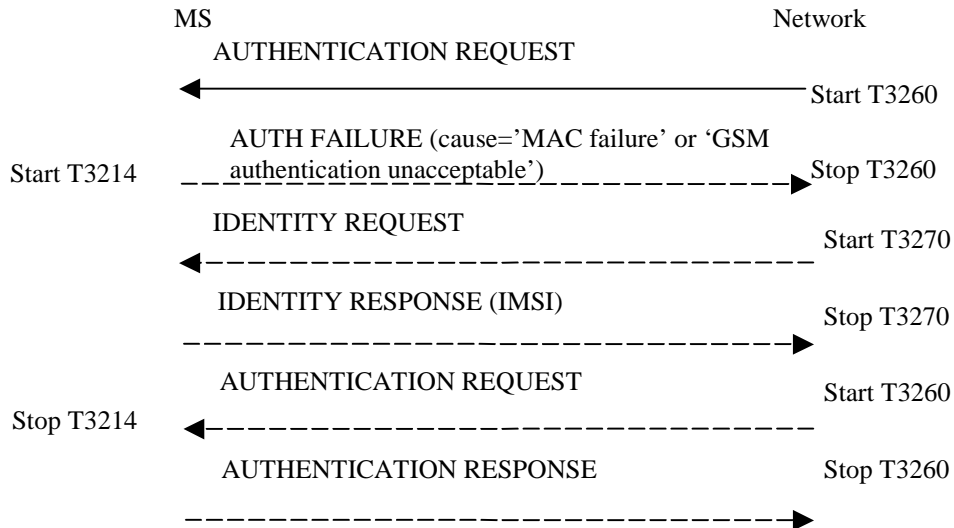 MS Network
AUTHENTICATION REQUEST
Start T3260
AUTH FAILURE (cause=’MAC failure’ or ‘GSM
authentication unacceptable’)
Start T3214
Stop T3260
IDENTITY REQUEST
Start T3270
IDENTITY RESPONSE (IMSI)
Stop T3270
AUTHENTICATION REQUEST
Start T3260
Stop T3214
AUTHENTICATION RESPONSE
Stop T3260